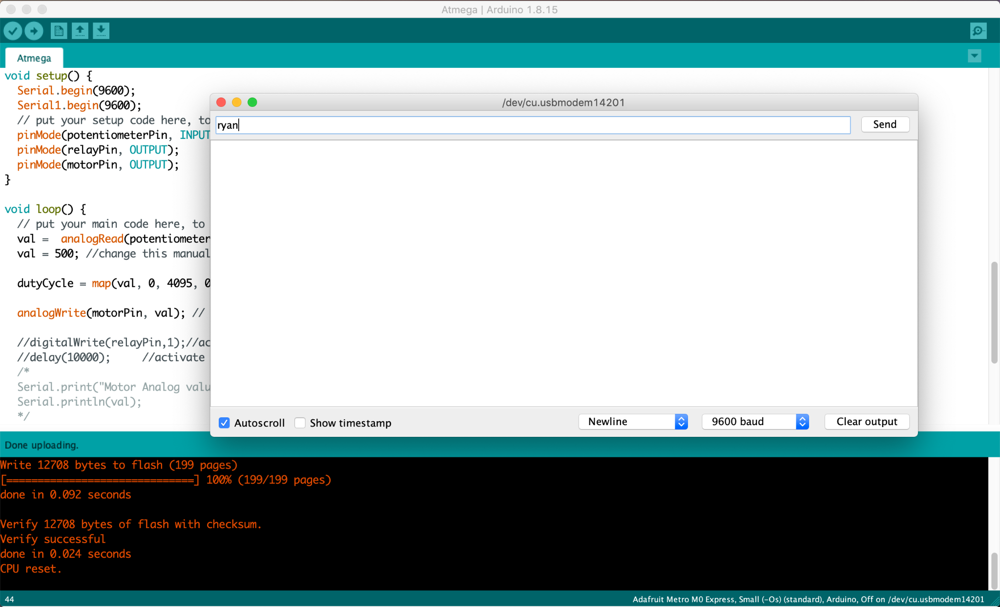 Atmega | Arduino 1.8.15
Atmega
void setup() {
Serial.begin(9600);
Serial1.begin(9600);
// put your setup code here, to
pinMode(potentiometerPin, INPUT
pinMode(relayPin, OUTPUT);
pinMode(motorPin, OUTPUT);
}
void loop() {
// put your main code here, to
val =  analogRead(potentiometer
val = 500; //change this manual
dutyCycle = map(val, 0, 4095, 0
analogWrite(motorPin, val); //
//digitalWrite(relayPin,1);//ac
//delay(10000);     //activate
/*
Serial.print("Motor Analog valu
Serial.println(val);
*/
/dev/cu.usbmodem14201
ryan
Send
Autoscroll
Show timestamp
Newline
9600 baud
Clear output
Done uploading.
Write 12708 bytes to flash (199 pages)
[==============================] 100% (199/199 pages)
done in 0.092 seconds
Verify 12708 bytes of flash with checksum.
Verify successful
done in 0.024 seconds
CPU reset.
44
Adafruit Metro M0 Express, Small (-Os) (standard), Arduino, Off on /dev/cu.usbmodem14201